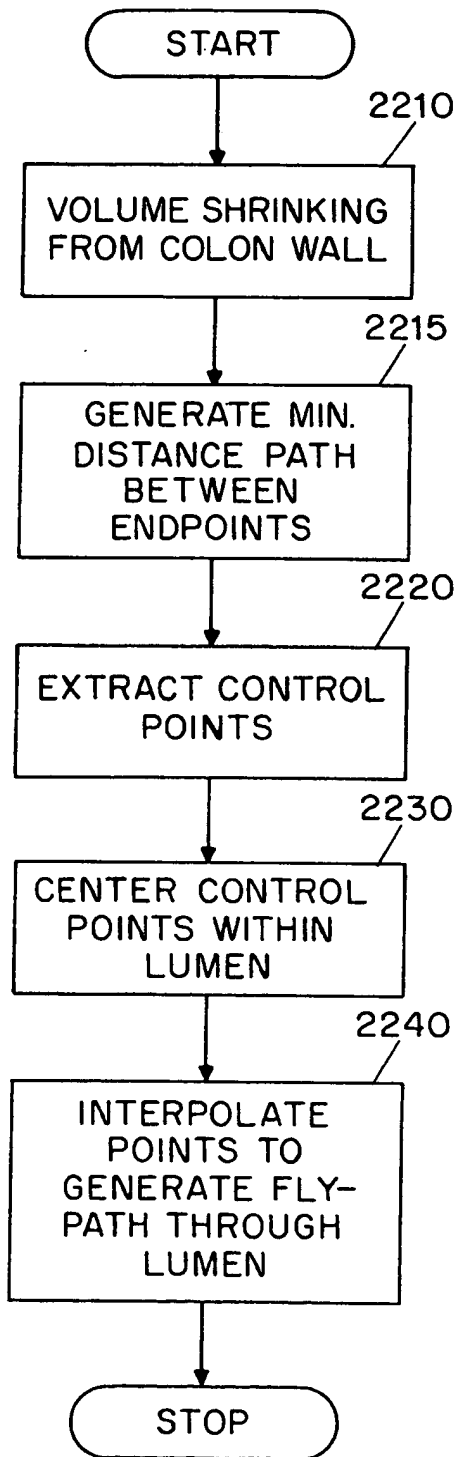 START
2210
VOLUME SHRINKING
FROM COLON WALL
2215
GENERATE MIN.
DISTANCE PATH
BETWEEN
ENDPOINTS
2220
EXTRACT CONTROL
POINTS
2230
CENTER CONTROL
POINTS WITHIN
LUMEN
2240
INTERPOLATE
POINTS TO
GENERATE FLY-
PATH THROUGH
LUMEN
STOP